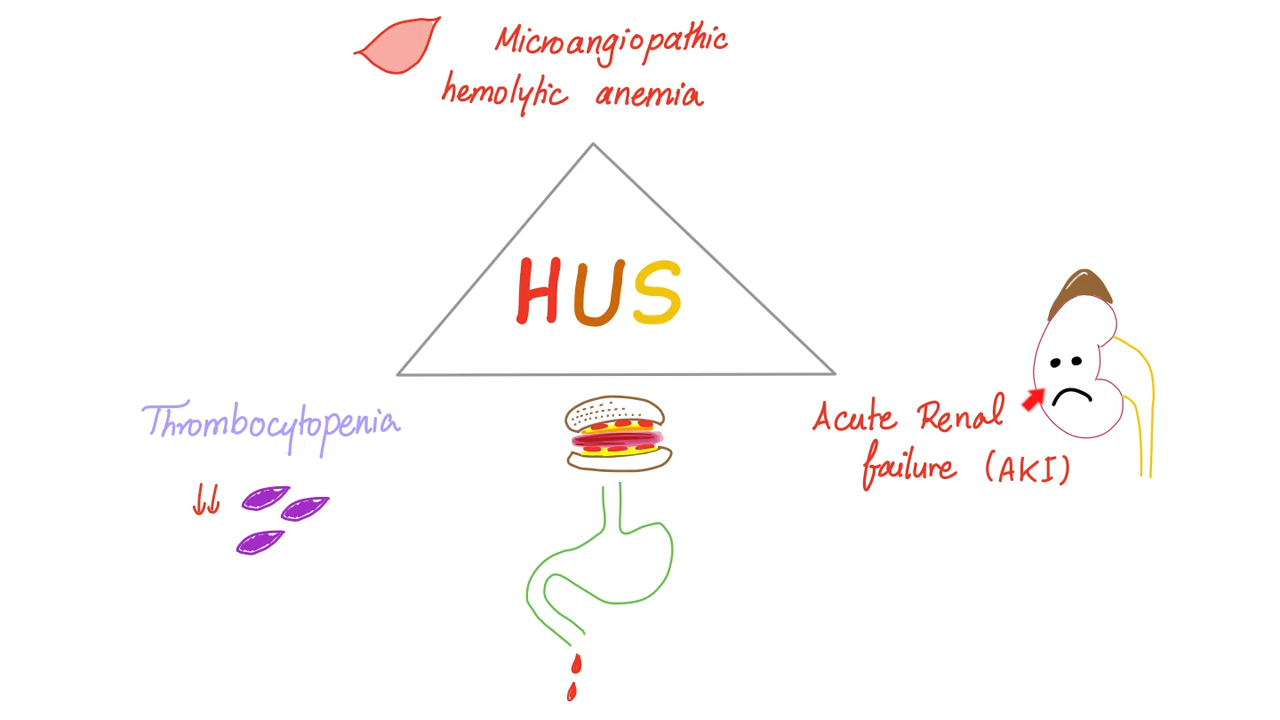 Microangiopathic
hemolytic anemia
HUS
Thrombocytopenia
Acute Renal
failure (AKI)